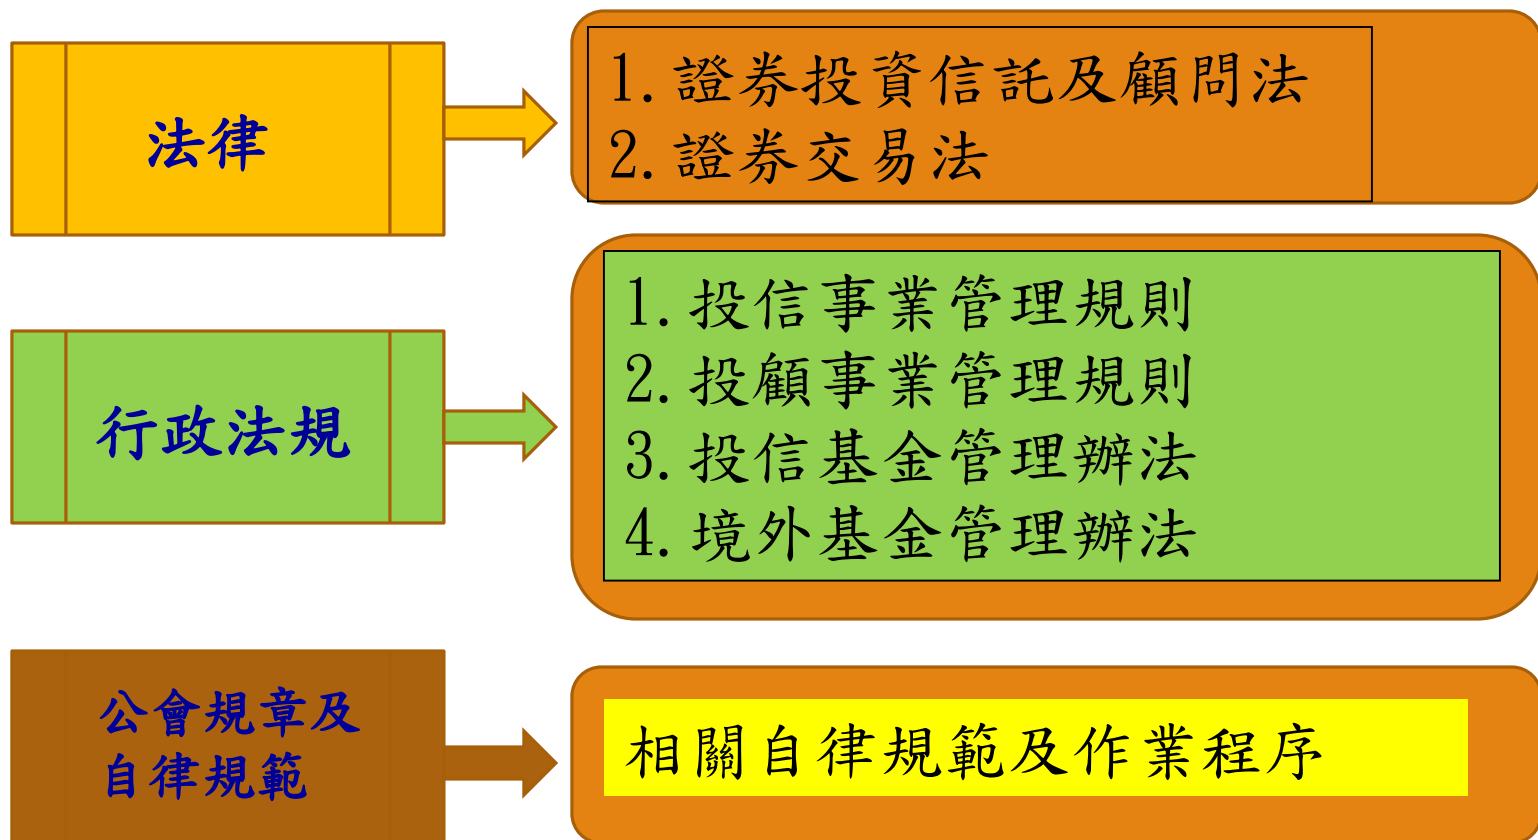 法律
1.證券投資信託及顧問法
2.證券交易法
行政法規
1.投信事業管理規則
2.投顧事業管理規則
3.投信基金管理辦法
4.境外基金管理辦法
公會規章及
自律規範
相關自律規範及作業程序